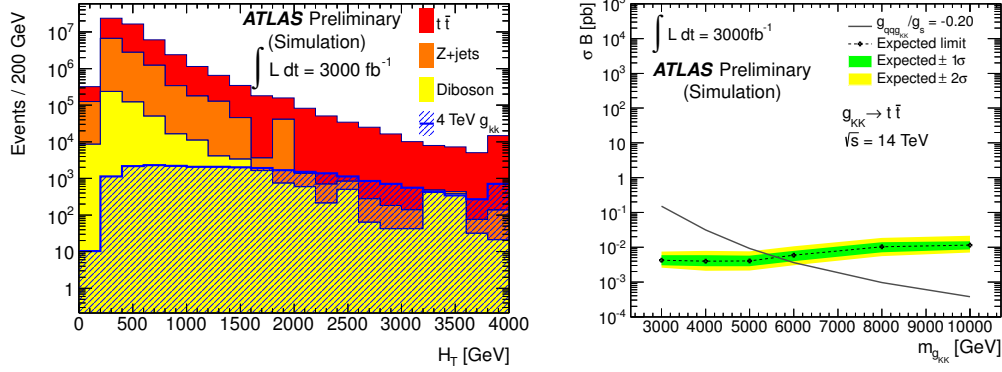 Events / 200 GeV
10⁷
10⁶
10⁵
10⁴
10³
10²
10
1
ATLAS Preliminary
(Simulation)
∫ L dt = 3000 fb⁻¹
t t̄
Z+jets
Diboson
4 TeV g_kk
0 500 1000 1500 2000 2500 3000 3500 4000
H_T [GeV]
σ B [pb]
10⁵
10⁴
10³
10²
10
1
10⁻¹
10⁻²
10⁻³
10⁻⁴
∫ L dt = 3000fb⁻¹
ATLAS Preliminary
(Simulation)
g_qqg_KK/g_s = -0.20
Expected limit
Expected ± 1σ
Expected ± 2σ
g_KK → t t̄
√s = 14 TeV
3000 4000 5000 6000 7000 8000 9000 10000
m_g_KK [GeV]